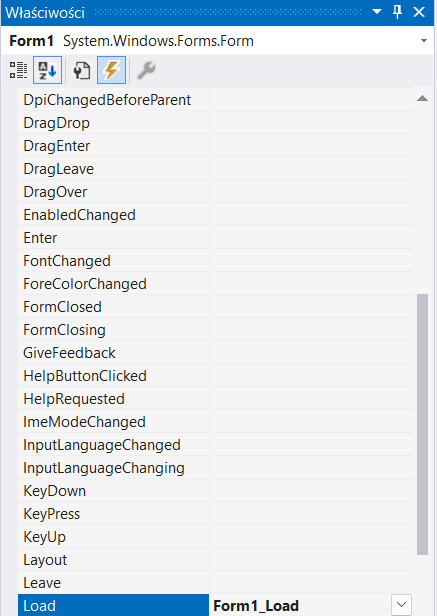 Właściwości
Form1 System.Windows.Forms.Form
DpiChangedBeforeParent
DragDrop
DragEnter
DragLeave
DragOver
EnabledChanged
Enter
FontChanged
ForeColorChanged
FormClosed
FormClosing
GiveFeedback
HelpButtonClicked
HelpRequested
ImeModeChanged
InputLanguageChanged
InputLanguageChanging
KeyDown
KeyPress
KeyUp
Layout
Leave
Load Form1_Load